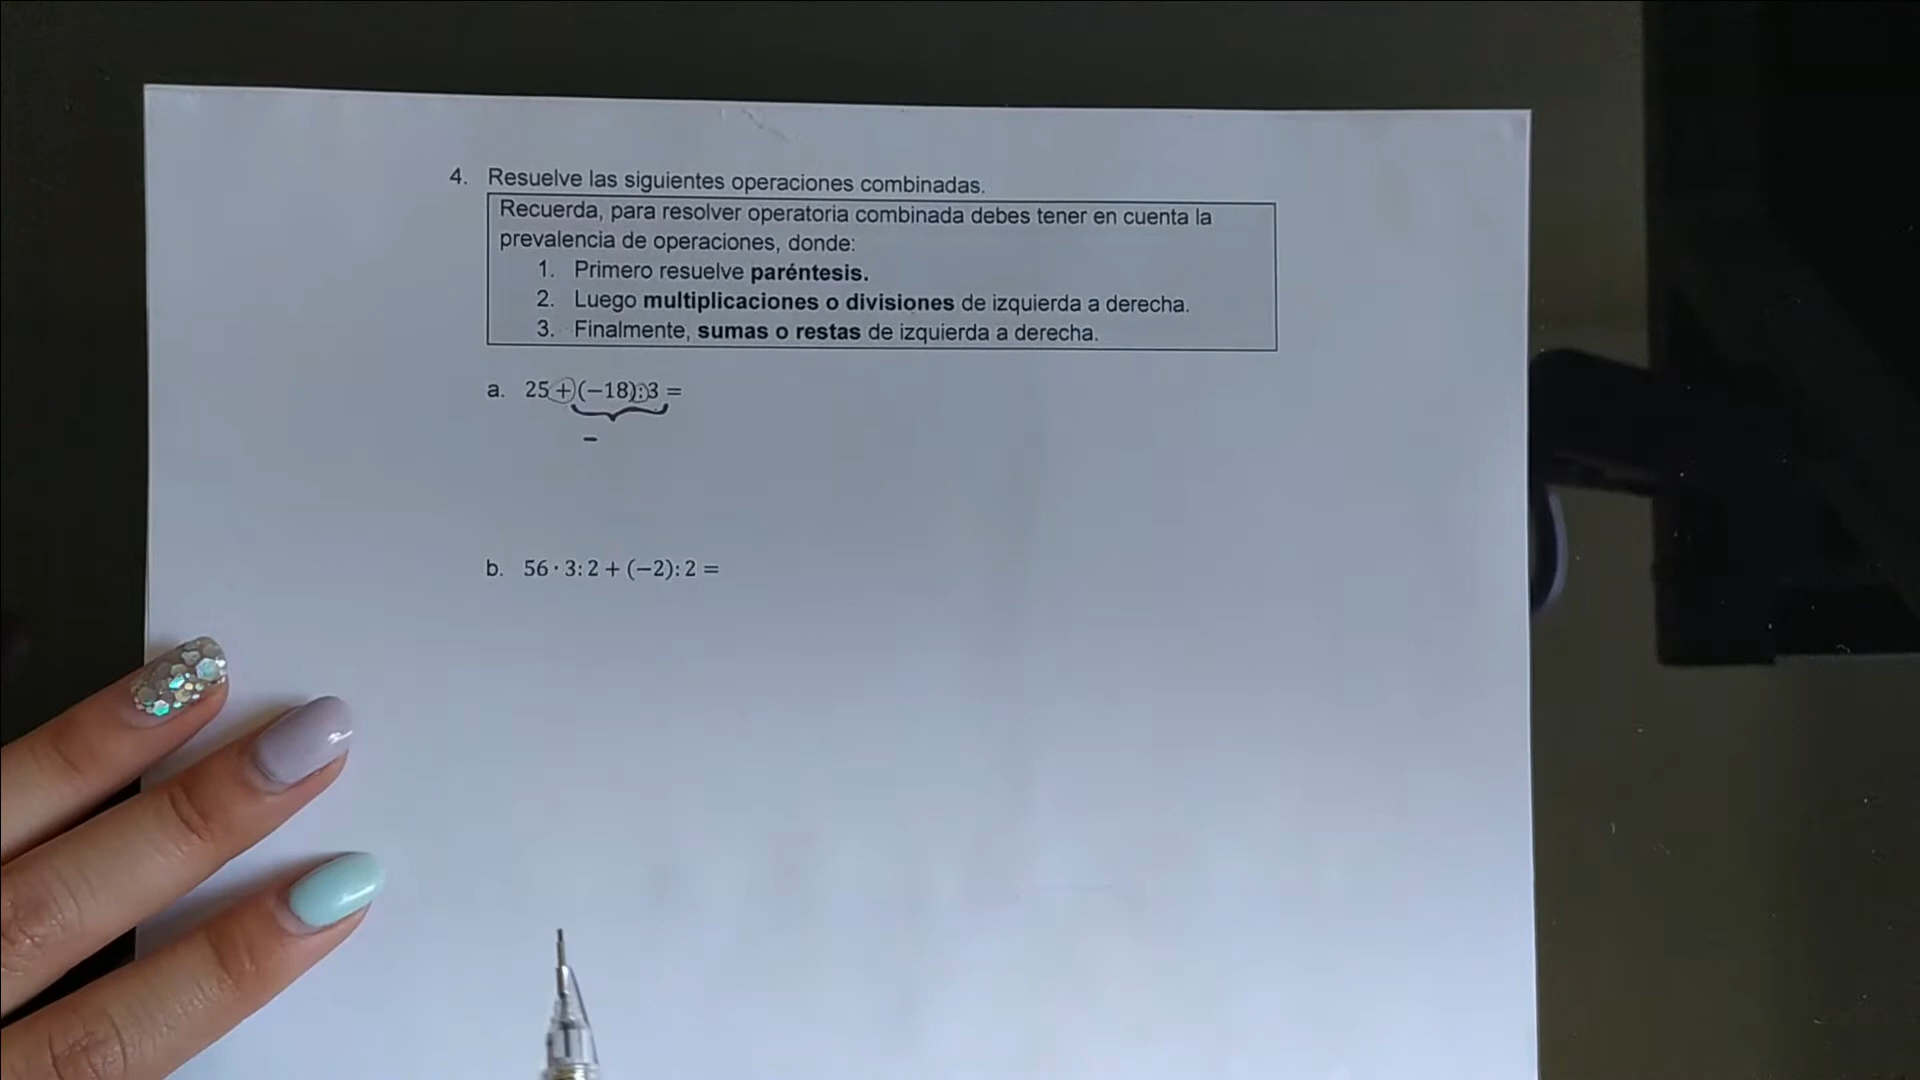 4. Resuelve las siguientes operaciones combinadas.
Recuerda, para resolver operatoria combinada debes tener en cuenta la
prevalencia de operaciones, donde:
1. Primero resuelve paréntesis.
2. Luego multiplicaciones o divisiones de izquierda a derecha.
3. Finalmente, sumas o restas de izquierda a derecha.
a. 25 + (−18):3 =
−
b. 56 · 3: 2 + (−2): 2 =